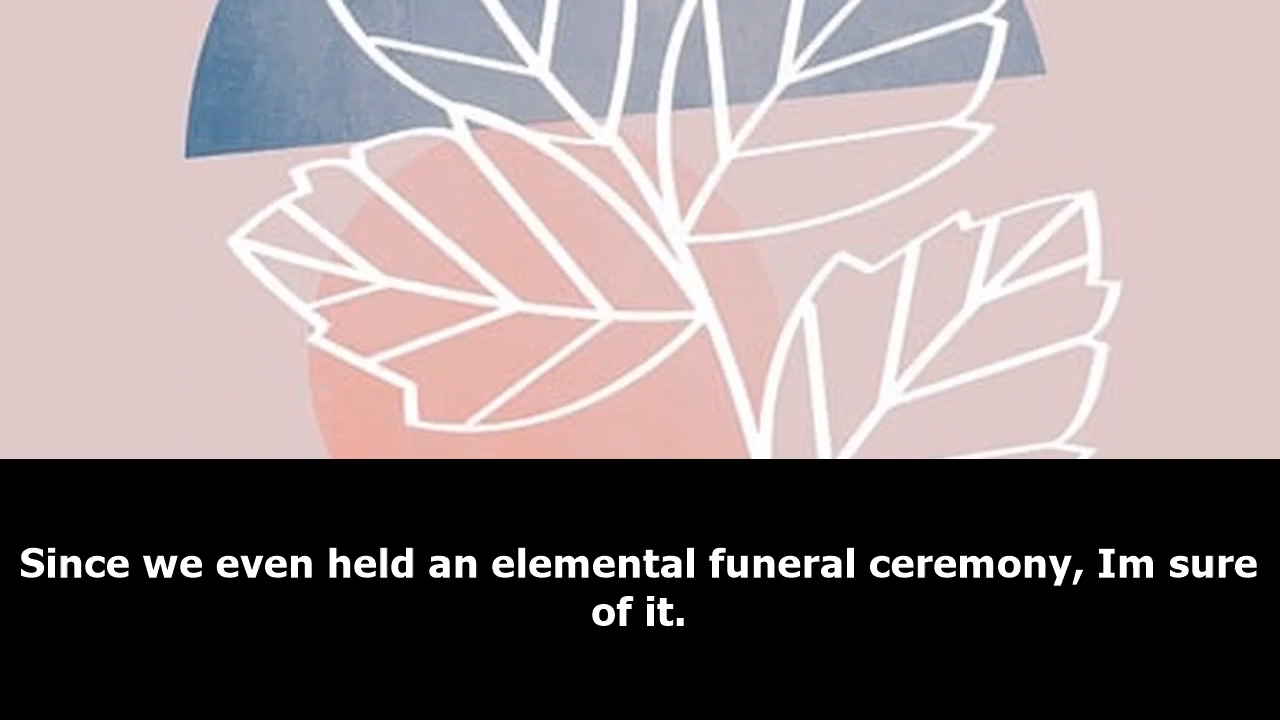 Since we even held an elemental funeral ceremony, Im sure
of it.